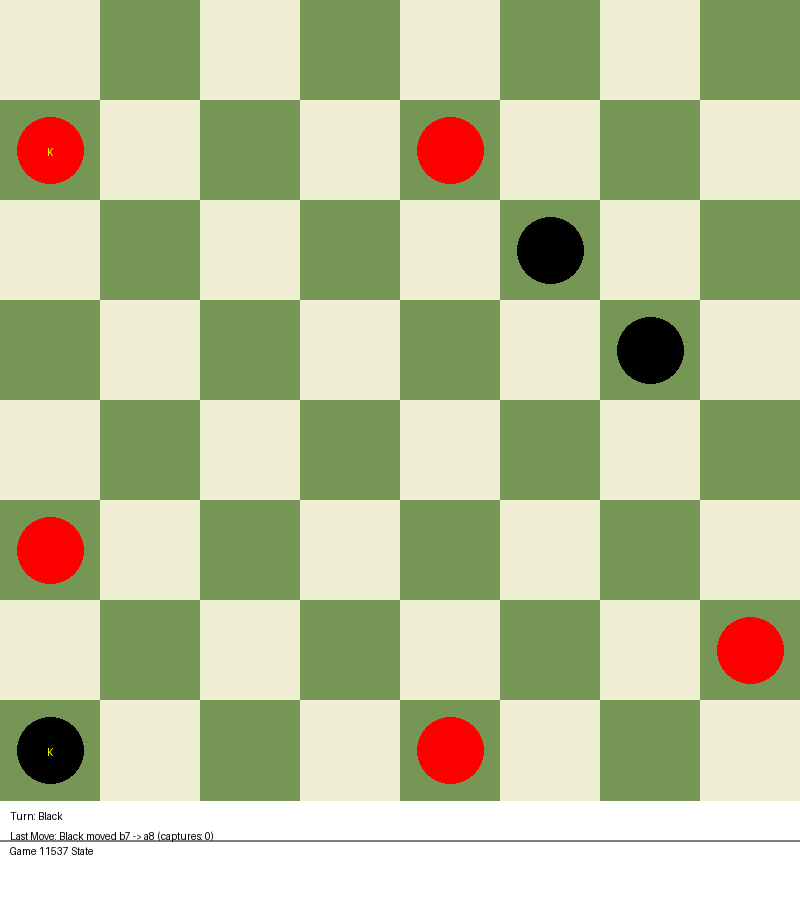 K
K
Turn: Black
Last Move: Black moved b7 -> a8 (captures: 0)
Game 11537 State